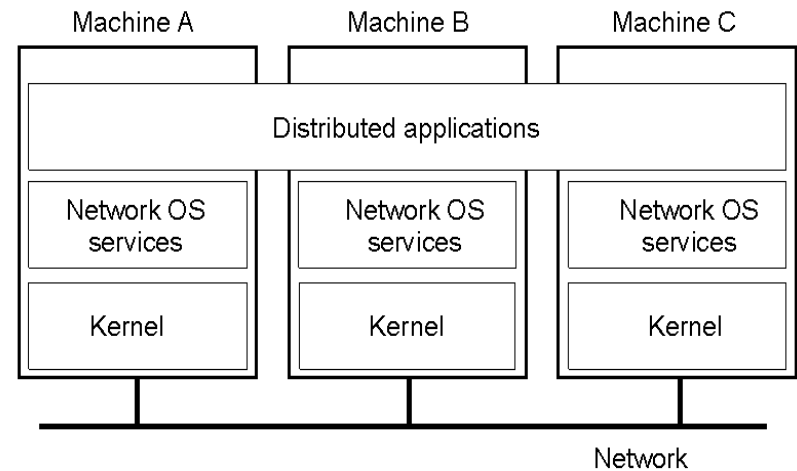 Machine A
Machine B
Machine C
Distributed applications
Network OS
services
Network OS
services
Network OS
services
Kernel
Kernel
Kernel
Network